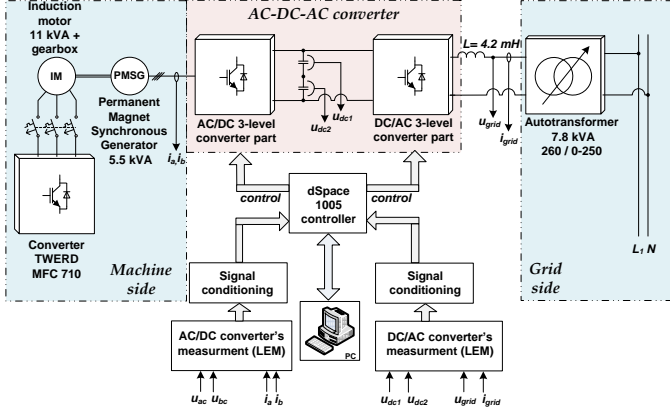 Induction
motor
11 kVA +
gearbox
IM
PMSG
Permanent
Magnet
Synchronous
Generator
5.5 kVA
ia,ib
Converter
TWERD
MFC 710
Machine
side
AC-DC-AC converter
AC/DC 3-level
converter part
udc2
udc1
DC/AC 3-level
converter part
L= 4.2 mH
ugrid
igrid
Autotransformer
7.8 kVA
260 / 0-250
L1 N
Grid
side
control
control
dSpace
1005
controller
Signal
conditioning
Signal
conditioning
AC/DC converter's
measurment (LEM)
PC
DC/AC converter's
measurment (LEM)
uac ubc ia ib
udc1 udc2 ugrid igrid